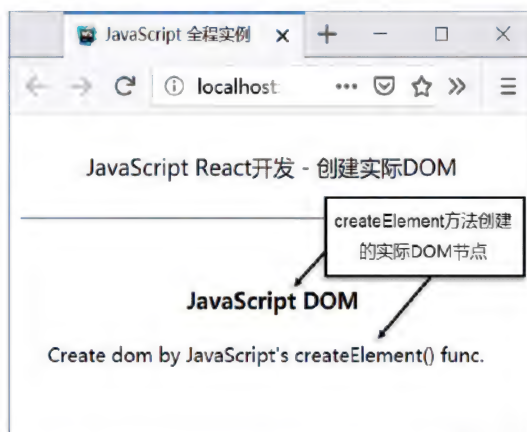 JavaScript 全程实例
localhost:
JavaScript React开发 - 创建实际DOM
createElement方法创建
的实际DOM节点
JavaScript DOM
Create dom by JavaScript's createElement() func.